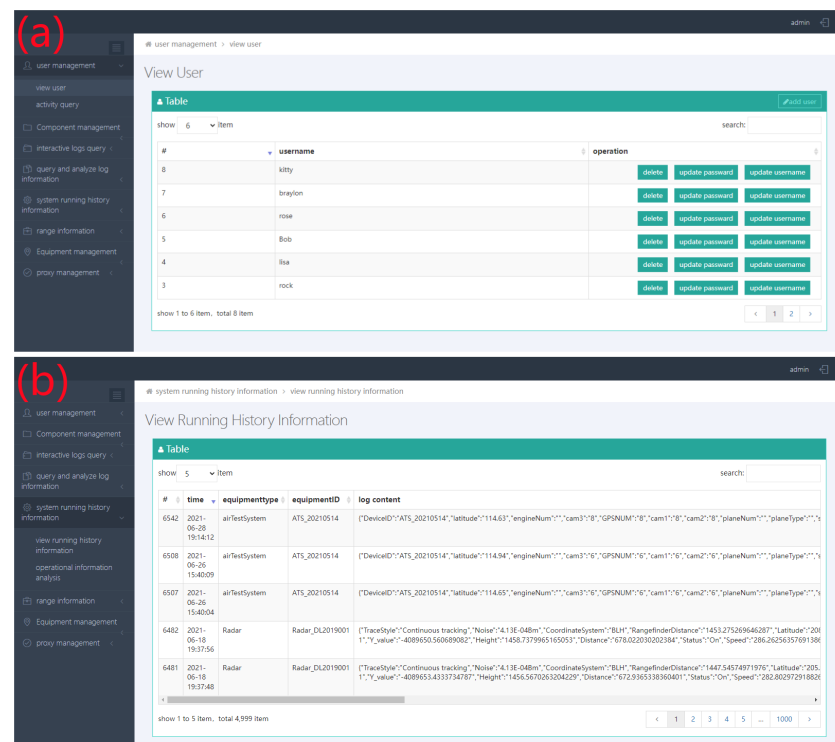 (a)
admin
user management > view user
user management
view user
activity query
Component management
interactive logs query
query and analyze log
information
system running history
information
range information
Equipment management
proxy management
View User
Table
add user
show 6 item
search:
# username operation
8 kitty delete update password update username
7 braylon delete update password update username
6 rose delete update password update username
5 Bob delete update password update username
4 lisa delete update password update username
3 rock delete update password update username
show 1 to 6 item, total 8 item
< 1 2 >
(b)
admin
system running history information > view running history information
user management
Component management
interactive logs query
query and analyze log
information
system running history
information
view running history
information
operational information
analysis
range information
Equipment management
proxy management
View Running History Information
Table
show 5 item
search:
# time equipmenttype equipmentID log content
6542 2021-06-28 19:14:12 airTestSystem ATS_20210514 {"DeviceID":"ATS_20210514","latitude":"114.63","engineNum":"","cam3":"8","GPSNUM":"8","cam1":"8","cam2":"8","planeNum":"","planeType":"","s
6508 2021-06-26 15:40:09 airTestSystem ATS_20210514 {"DeviceID":"ATS_20210514","latitude":"114.94","engineNum":"","cam3":"6","GPSNUM":"6","cam1":"6","cam2":"6","planeNum":"","planeType":"","s
6507 2021-06-26 15:40:04 airTestSystem ATS_20210514 {"DeviceID":"ATS_20210514","latitude":"114.65","engineNum":"","cam3":"6","GPSNUM":"6","cam1":"6","cam2":"6","planeNum":"","planeType":"",
6482 2021-06-18 19:37:56 Radar Radar_DL2019001 {"TraceStyle":"Continuous tracking","Noise":"4.13E-04Bm","CoordinateSystem":"BLH","RangefinderDistance":"1453.275269646287","Latitude":"20
1","Y_value":"-4089650.560689082","Height":"1458.7379965165053","Distance":"678.022030202384","Status":"On","Speed":"286.2625635769138
6481 2021-06-18 19:37:48 Radar Radar_DL2019001 {"TraceStyle":"Continuous tracking","Noise":"4.13E-04Bm","CoordinateSystem":"BLH","RangefinderDistance":"1447.54574971976","Latitude":"205.
1","Y_value":"-4089653.4333734787","Height":"1456.5670263204229","Distance":"672.9365338360401","Status":"On","Speed":"282.802972918826
show 1 to 5 item, total 4,999 item
< 1 2 3 4 5 ... 1000 >